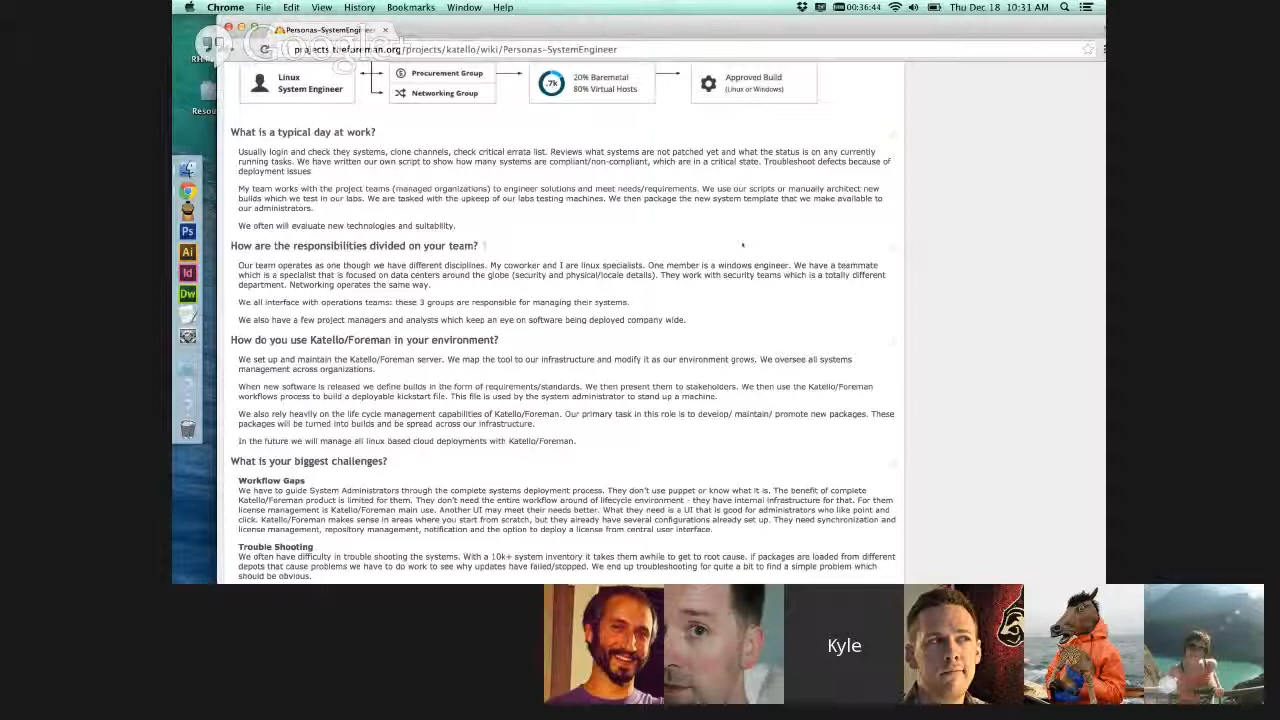 Chrome File Edit View History Bookmarks Window Help 00:36:44 Thu Dec 18 10:31 AM
Personas-SystemEngineer
Google+
projects.theforeman.org/projects/katello/wiki/Personas-SystemEngineer
Resou
Linux
System Engineer
Procurement Group
Networking Group
.7k
20% Baremetal
80% Virtual Hosts
Approved Build
(Linux or Windows)
What is a typical day at work?
Usually login and check they systems, clone channels, check critical errata list. Reviews what systems are not patched yet and what the status is on any currently
running tasks. We have written our own script to show how many systems are compliant/non-compliant, which are in a critical state. Troubleshoot defects because of
deployment issues
My team works with the project teams (managed organizations) to engineer solutions and meet needs/requirements. We use our scripts or manually architect new
builds which we test in our labs. We are tasked with the upkeep of our labs testing machines. We then package the new system template that we make available to
our administrators.
We often will evaluate new technologies and suitability.
How are the responsibilities divided on your team? ¶
Our team operates as one though we have different disciplines. My coworker and I are linux specialists. One member is a windows engineer. We have a teammate
which is a specialist that is focused on data centers around the globe (security and physical/locale details). They work with security teams which is a totally different
department. Networking operates the same way.
We all interface with operations teams: these 3 groups are responsible for managing their systems.
We also have a few project managers and analysts which keep an eye on software being deployed company wide.
How do you use Katello/Foreman in your environment?
We set up and maintain the Katello/Foreman server. We map the tool to our infrastructure and modify it as our environment grows. We oversee all systems
management across organizations.
When new software is released we define builds in the form of requirements/standards. We then present them to stakeholders. We then use the Katello/Foreman
workflows process to build a deployable kickstart file. This file is used by the system administrator to stand up a machine.
We also rely heavily on the life cycle management capabilities of Katello/Foreman. Our primary task in this role is to develop/ maintain/ promote new packages. These
packages will be turned into builds and be spread across our infrastructure.
In the future we will manage all linux based cloud deployments with Katello/Foreman.
What is your biggest challenges?
Workflow Gaps
We have to guide System Administrators through the complete systems deployment process. They don't use puppet or know what it is. The benefit of complete
Katello/Foreman product is limited for them. They don't need the entire workflow around of lifecycle environment - they have internal infrastructure for that. For them
license management is Katello/Foreman main use. Another UI may meet their needs better. What they need is a UI that is good for administrators who like point and
click. Katello/Foreman makes sense in areas where you start from scratch, but they already have several configurations already set up. They need synchronization and
license management, repository management, notification and the option to deploy a license from central user interface.
Trouble Shooting
We often have difficulty in trouble shooting the systems. With a 10k+ system inventory it takes them awhile to get to root cause. if packages are loaded from different
depots that cause problems we have to do work to see why updates have failed/stopped. We end up troubleshooting for quite a bit to find a simple problem which
should be obvious.
Ps
Ai
Id
Dw
Kyle